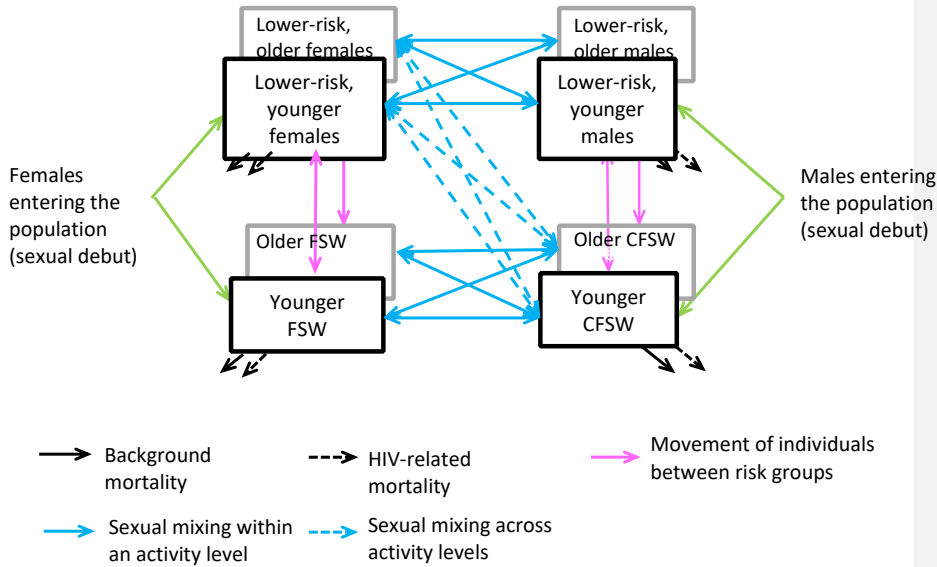 Lower-risk,
older females
Lower-risk,
older males
Lower-risk,
younger
females
Lower-risk,
younger
males
Females
entering the
population
(sexual debut)
Males entering
the population
(sexual debut)
Older FSW
Older CFSW
Younger
FSW
Younger
CFSW
Background
mortality
HIV-related
mortality
Movement of individuals
between risk groups
Sexual mixing within
an activity level
Sexual mixing across
activity levels